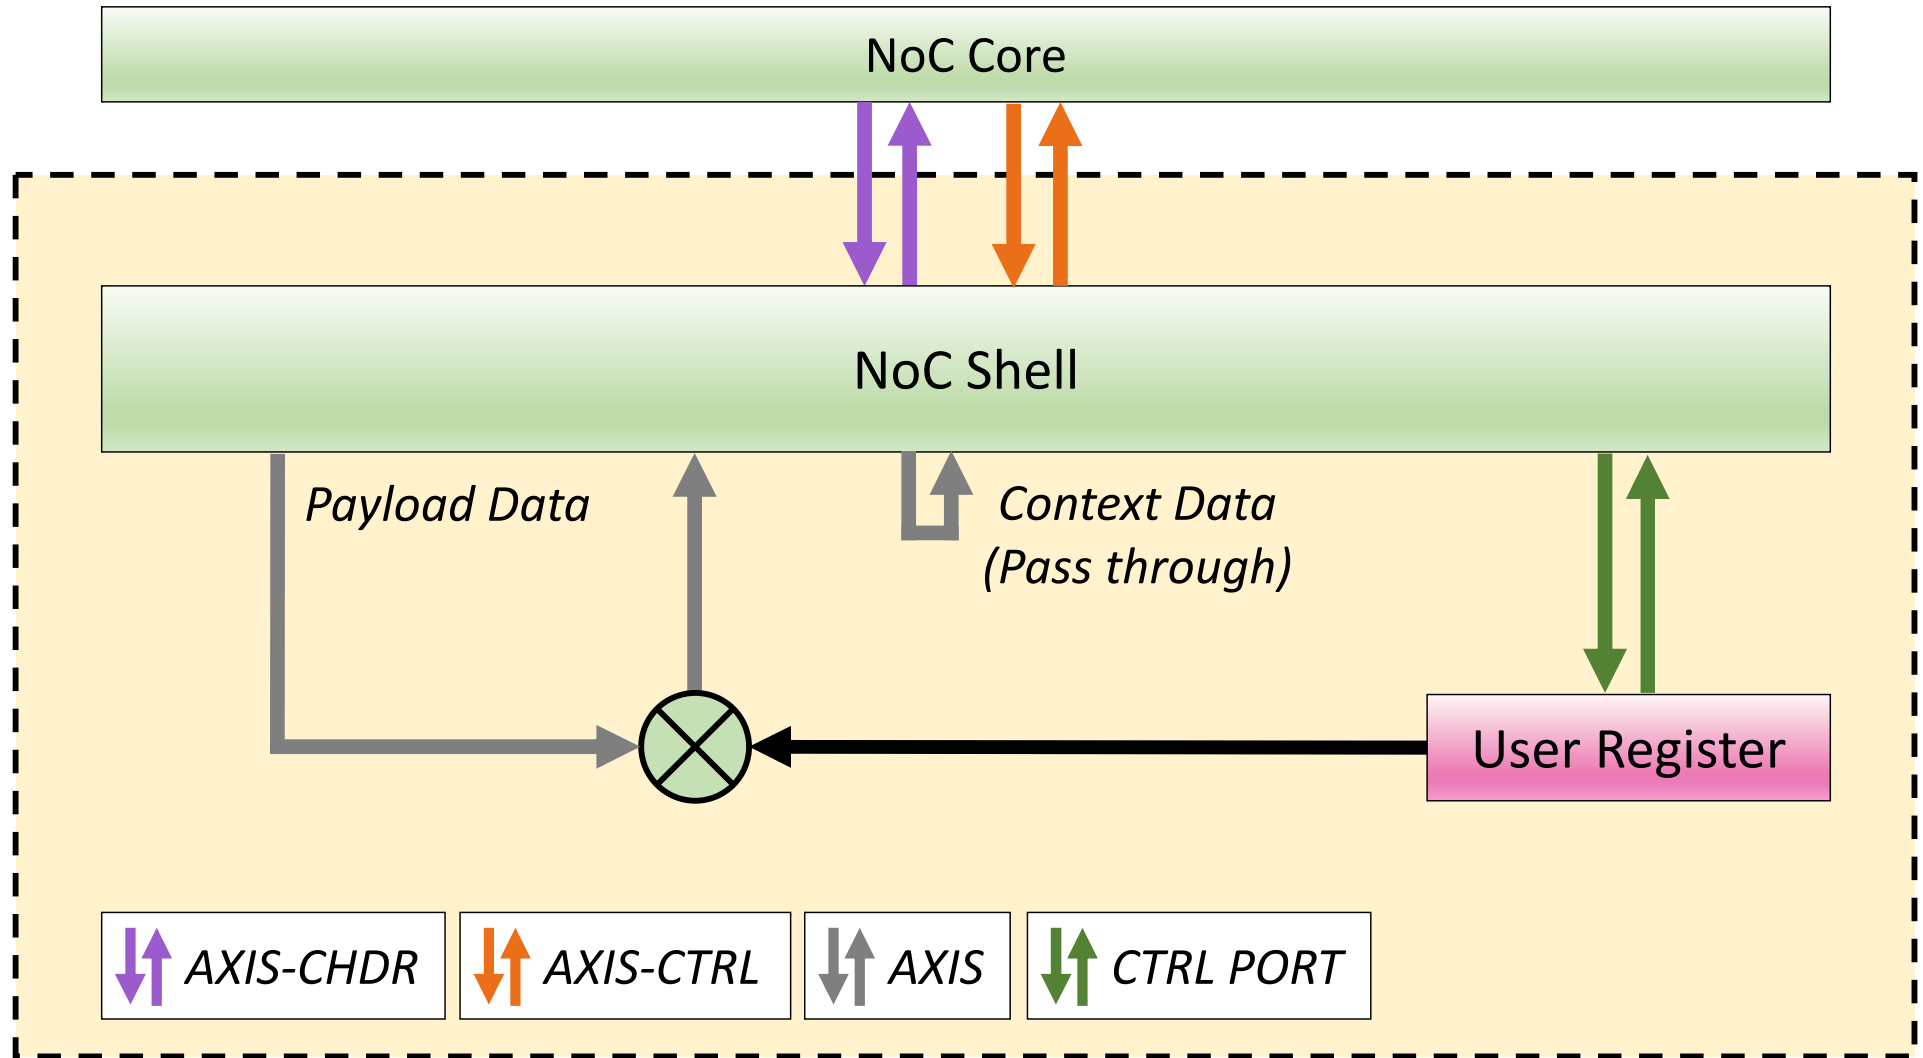 NoC Core
NoC Shell
Payload Data
Context Data
(Pass through)
User Register
AXIS-CHDR
AXIS-CTRL
AXIS
CTRL PORT